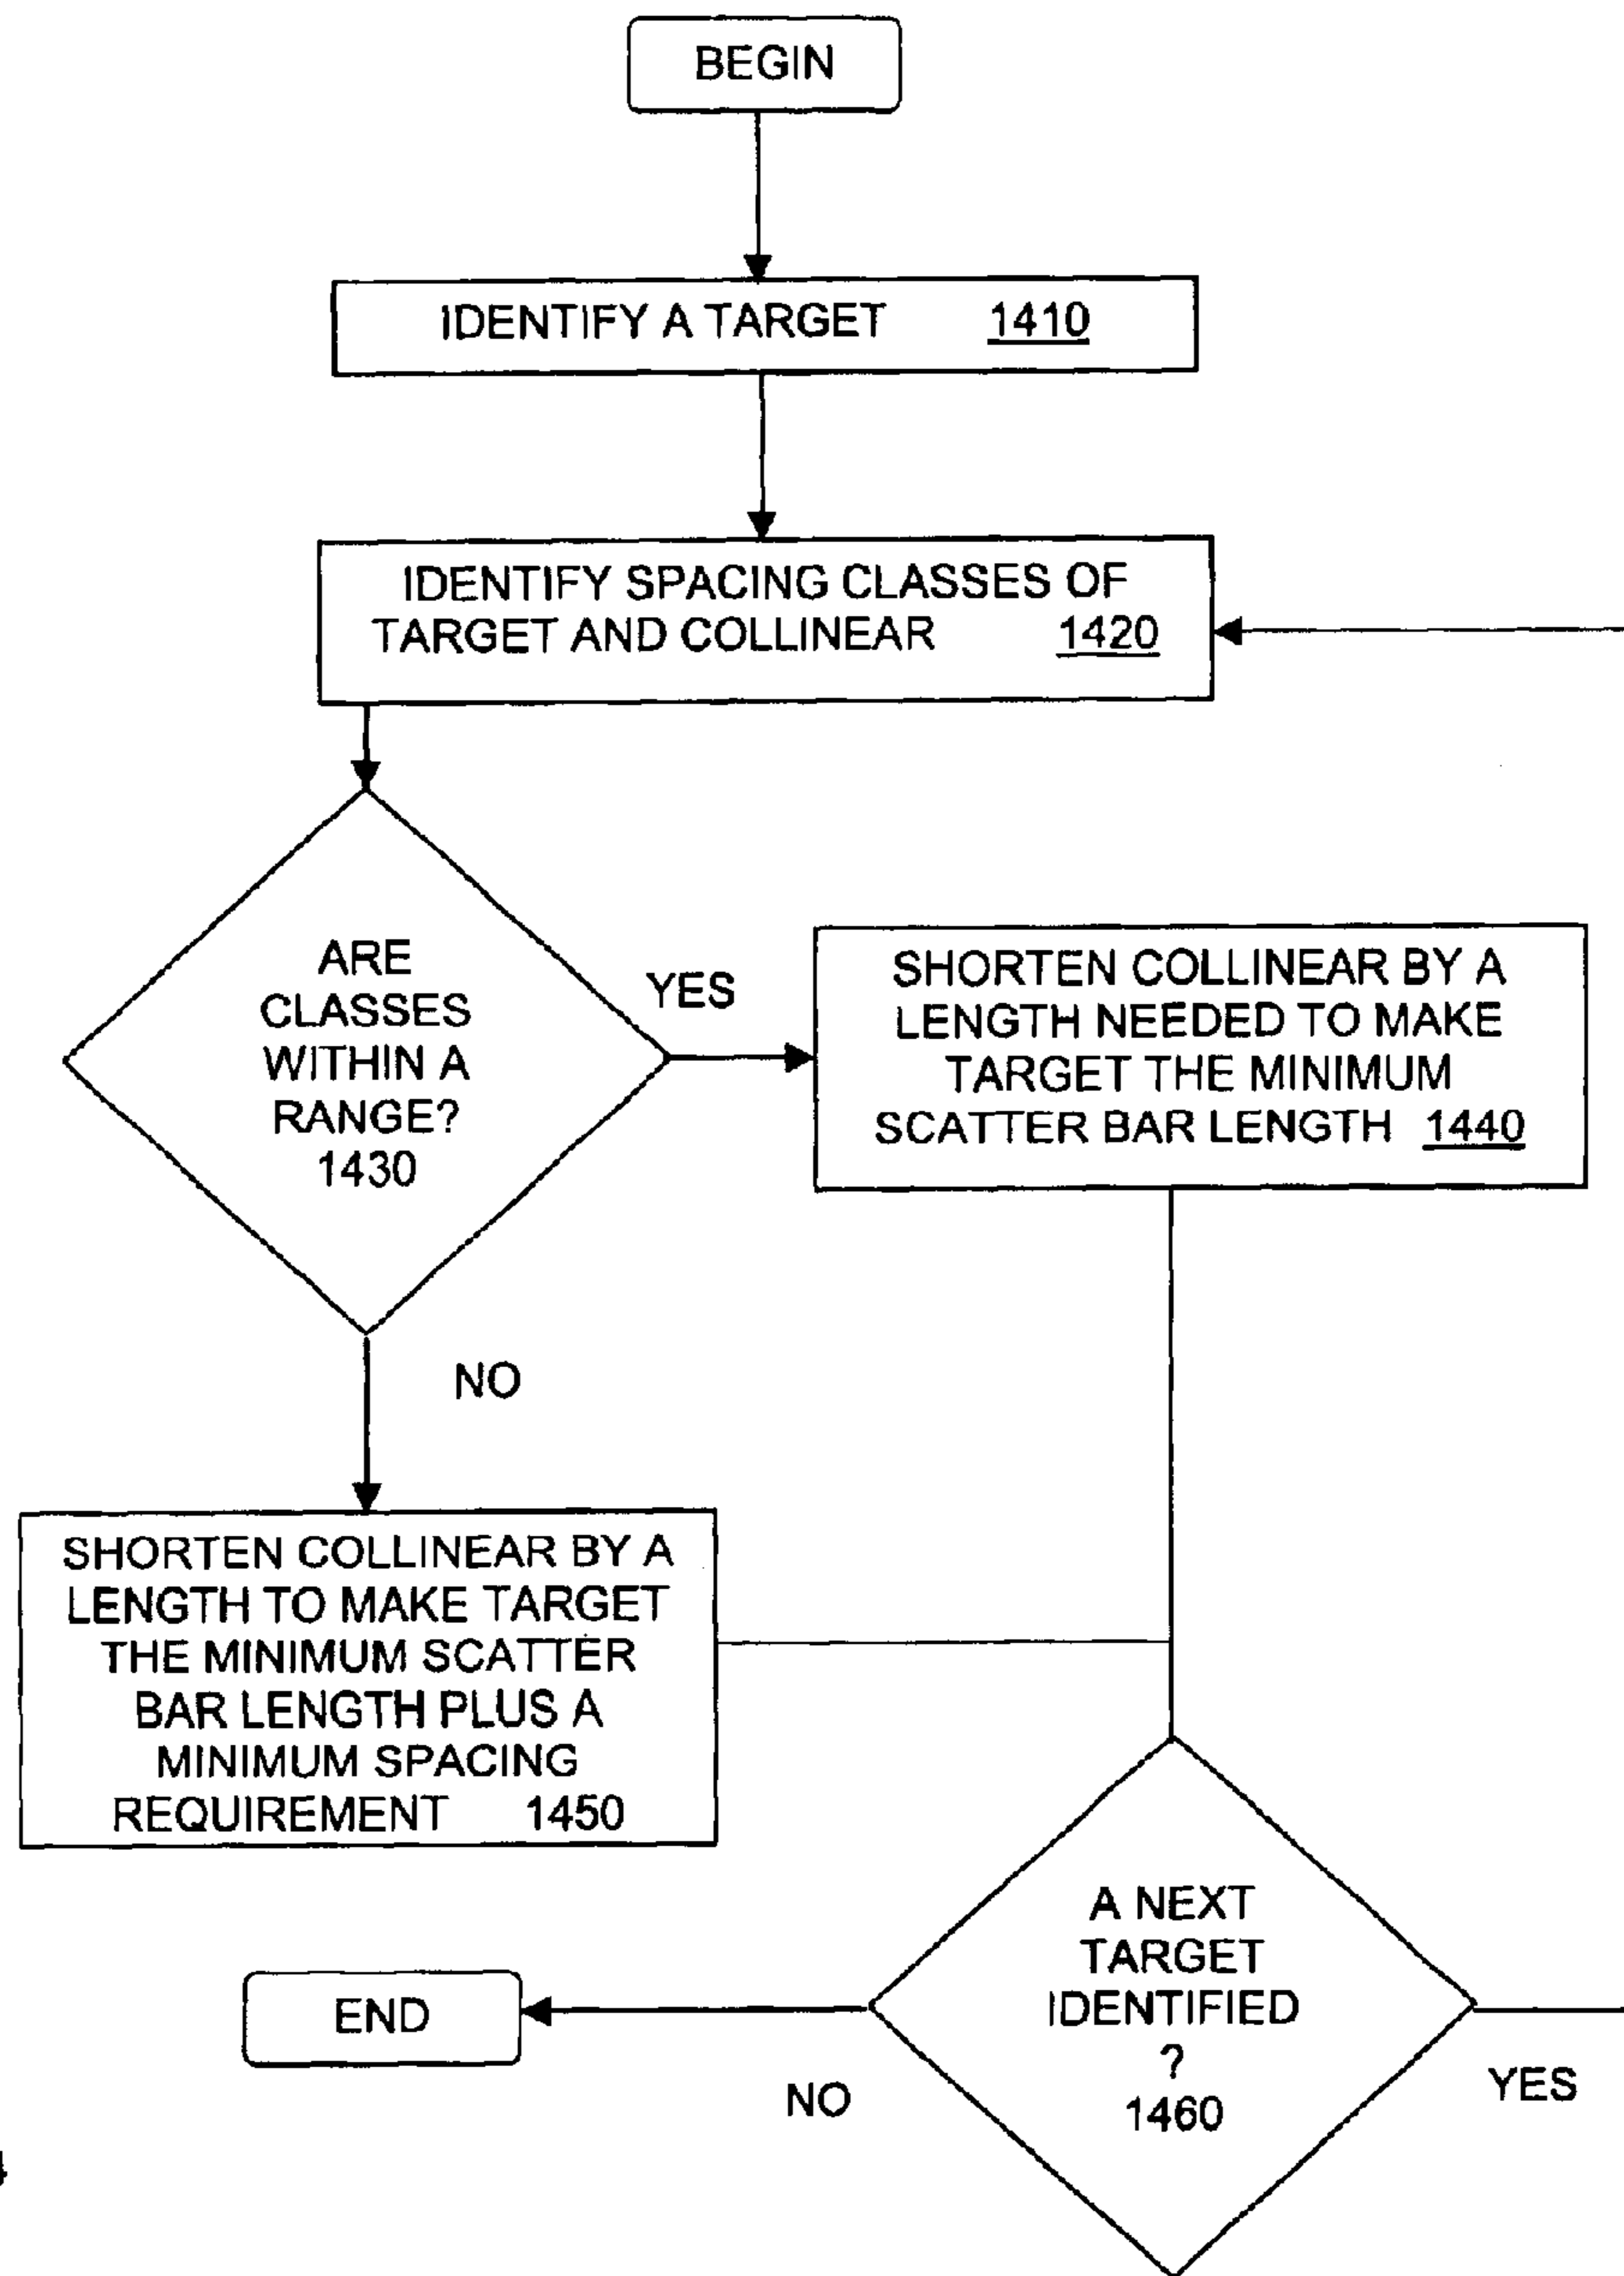 BEGIN
IDENTIFY A TARGET 1410
IDENTIFY SPACING CLASSES OF
TARGET AND COLLINEAR 1420
ARE
CLASSES
WITHIN A
RANGE?
1430
YES
SHORTEN COLLINEAR BY A
LENGTH NEEDED TO MAKE
TARGET THE MINIMUM
SCATTER BAR LENGTH 1440
NO
SHORTEN COLLINEAR BY A
LENGTH TO MAKE TARGET
THE MINIMUM SCATTER
BAR LENGTH PLUS A
MINIMUM SPACING
REQUIREMENT 1450
A NEXT
TARGET
IDENTIFIED
?
1460
END
NO
YES